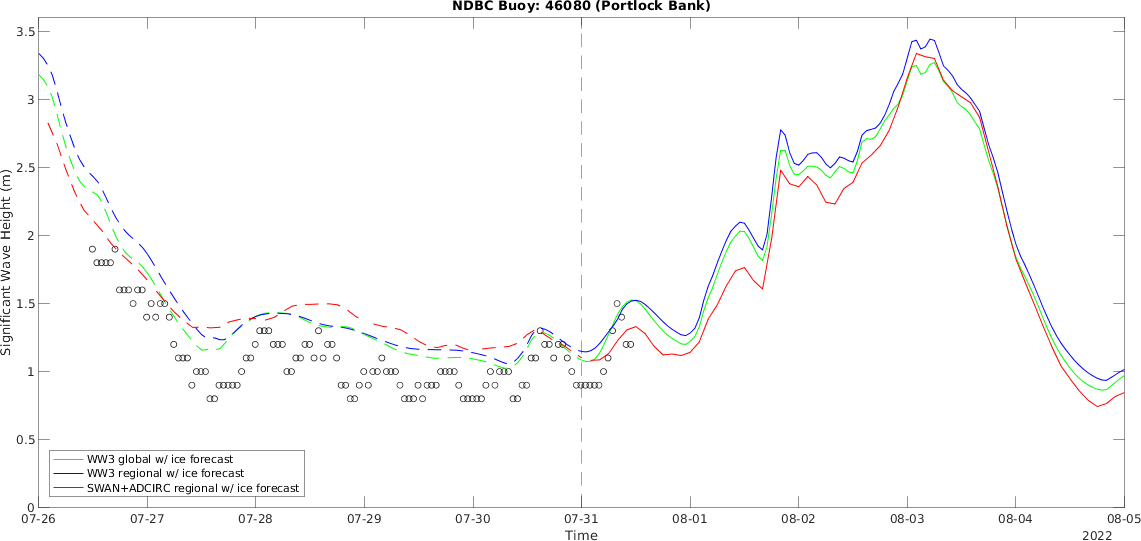 NDBC Buoy: 46080 (Portlock Bank)
3.5
3
2.5
2
1.5
1
0.5
0
Significant Wave Height (m)
WW3 global w/ ice forecast
WW3 regional w/ ice forecast
SWAN+ADCIRC regional w/ ice forecast
07-26 07-27 07-28 07-29 07-30 07-31 08-01 08-02 08-03 08-04 08-05
Time
2022